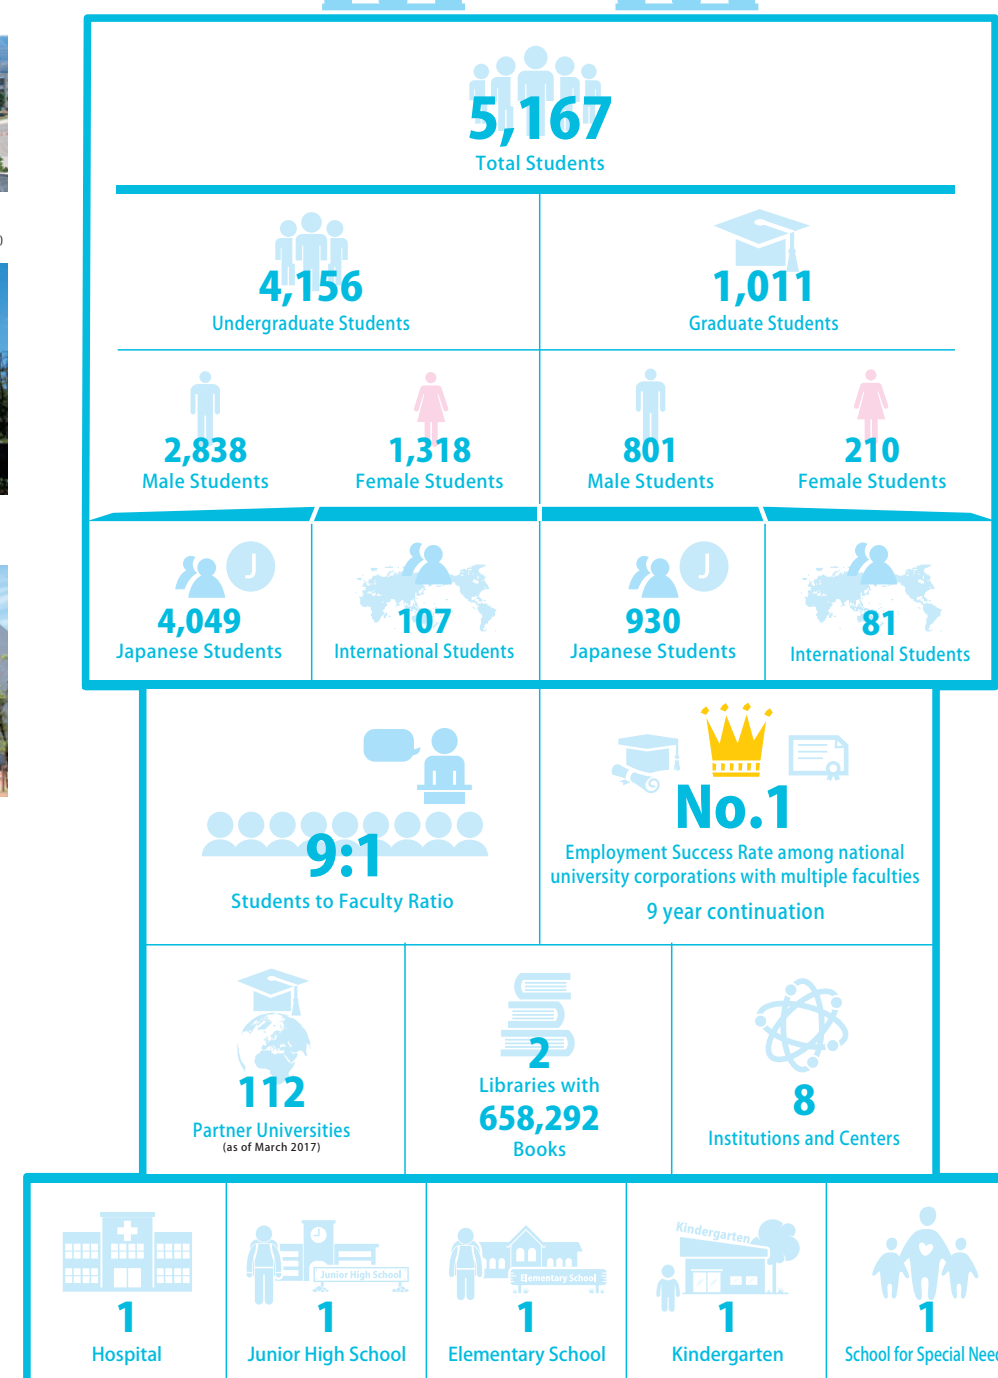 5,167
Total Students
4,156
Undergraduate Students
1,011
Graduate Students
2,838
Male Students
1,318
Female Students
801
Male Students
210
Female Students
J
4,049
Japanese Students
107
International Students
J
930
Japanese Students
81
International Students
9:1
Students to Faculty Ratio
No.1
Employment Success Rate among national
university corporations with multiple faculties
9 year continuation
112
Partner Universities
(as of March 2017)
2
Libraries with
658,292
Books
8
Institutions and Centers
1
Hospital
Junior High School
1
Junior High School
Elementary School
1
Elementary School
Kindergarten
1
Kindergarten
1
School for Special Need
)